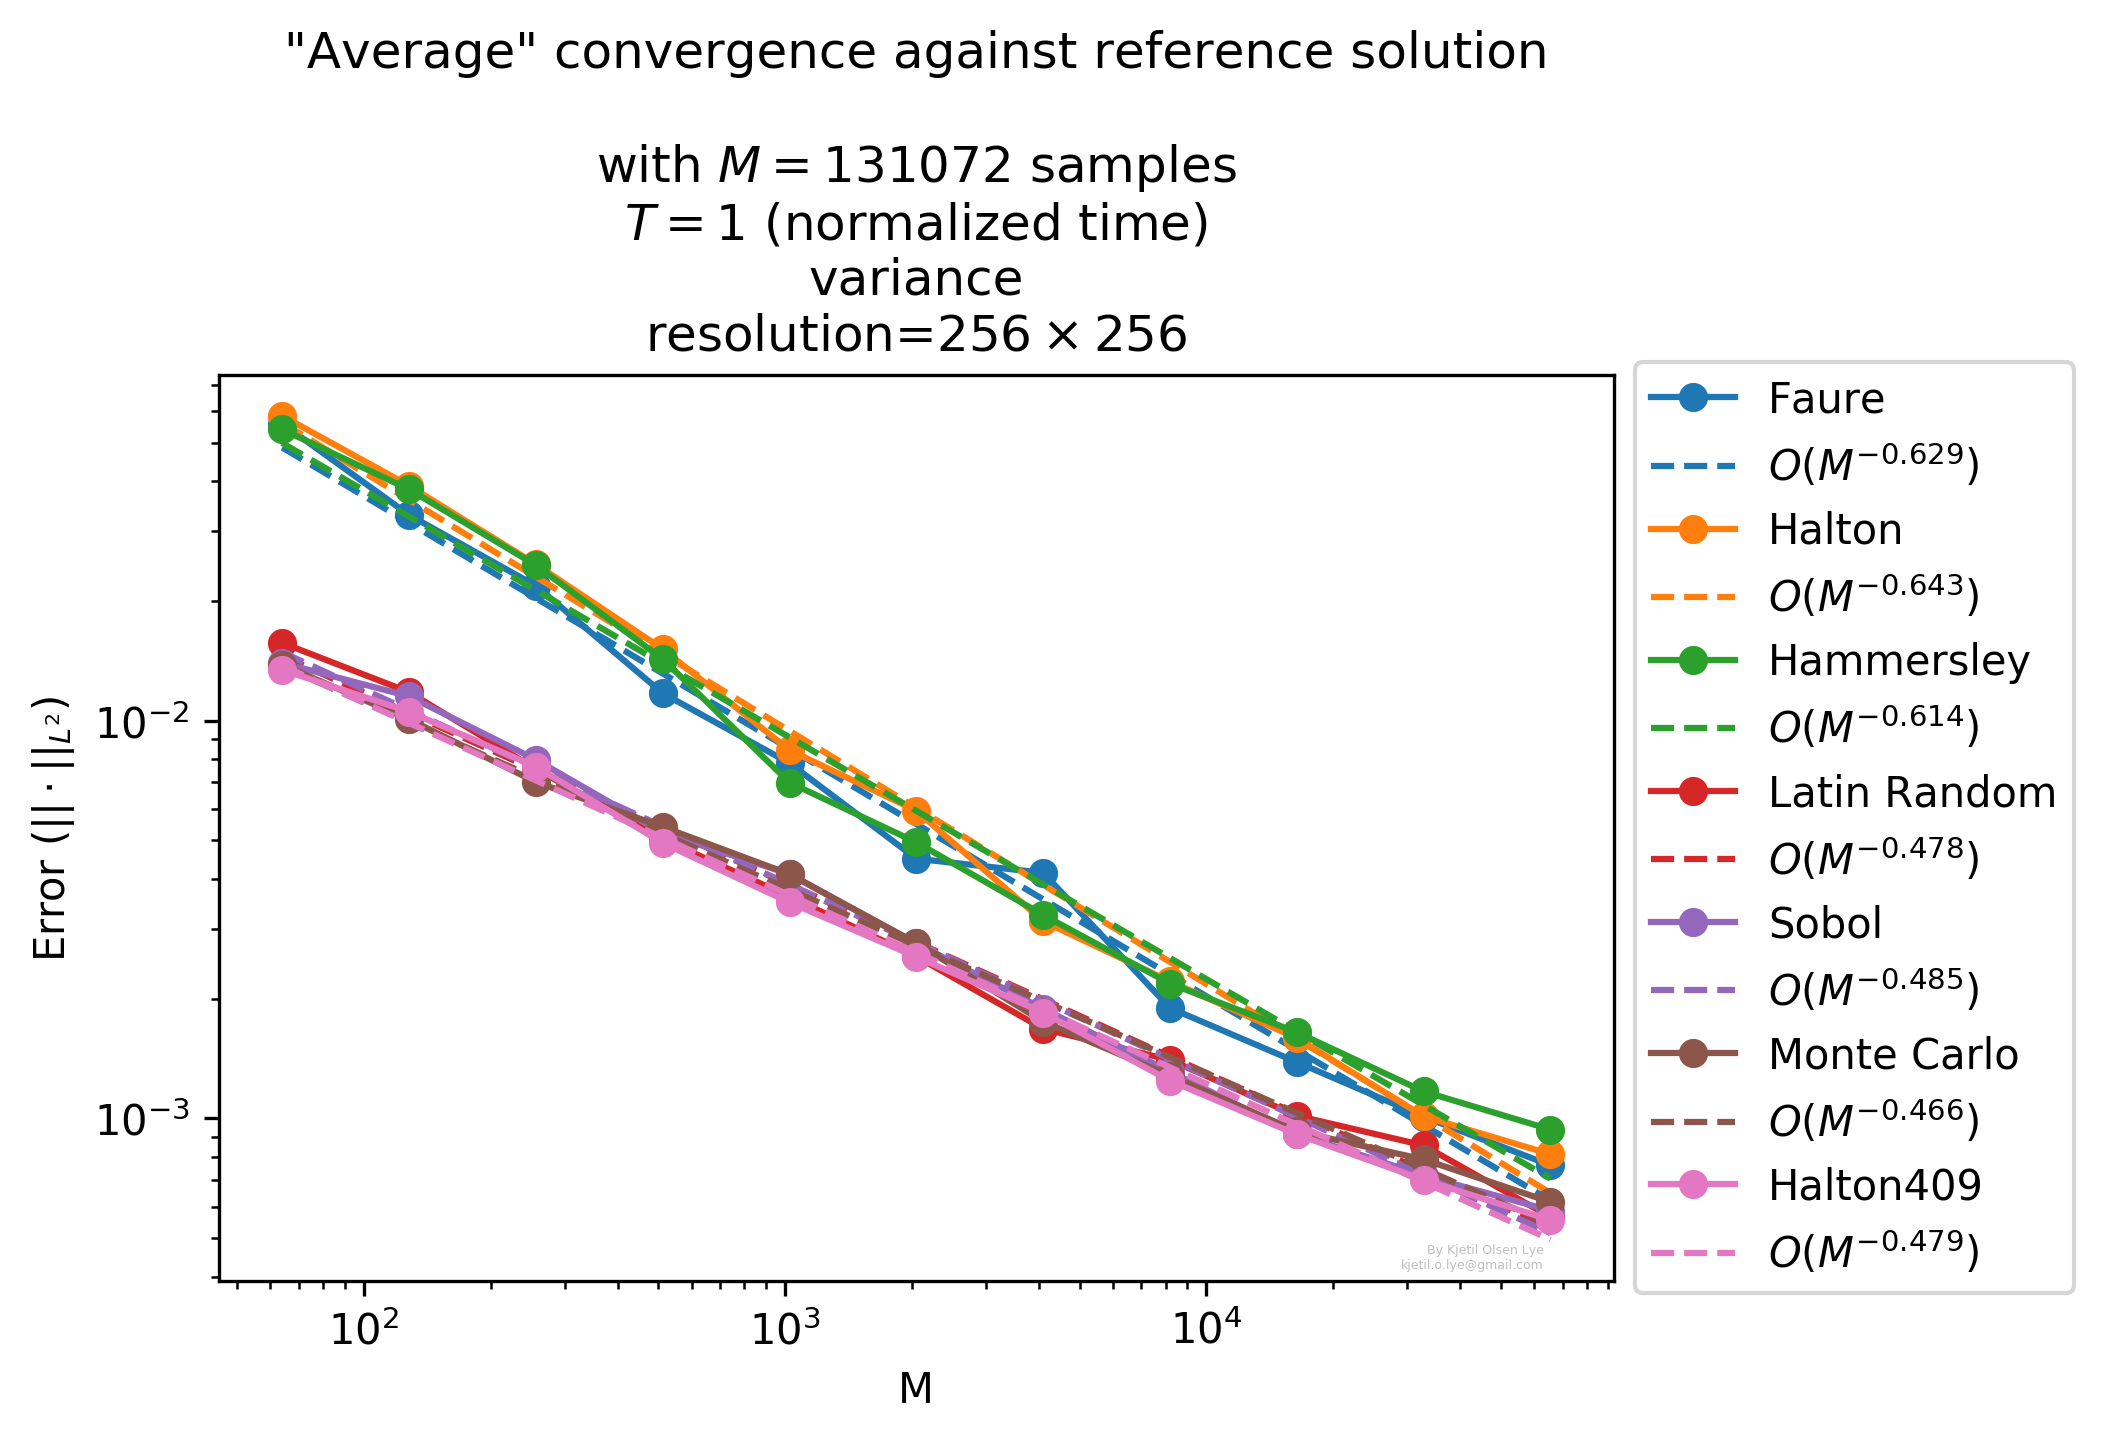 "Average" convergence against reference solution
with M = 131072 samples
T = 1 (normalized time)
variance
resolution=256 × 256
Error (||·||_{L^2})
10^{-2}
10^{-3}
10^2
10^3
10^4
M
Faure
O(M^{-0.629})
Halton
O(M^{-0.643})
Hammersley
O(M^{-0.614})
Latin Random
O(M^{-0.478})
Sobol
O(M^{-0.485})
Monte Carlo
O(M^{-0.466})
Halton409
O(M^{-0.479})
By Kjetil Olsen Lye
kjetil.o.lye@gmail.com